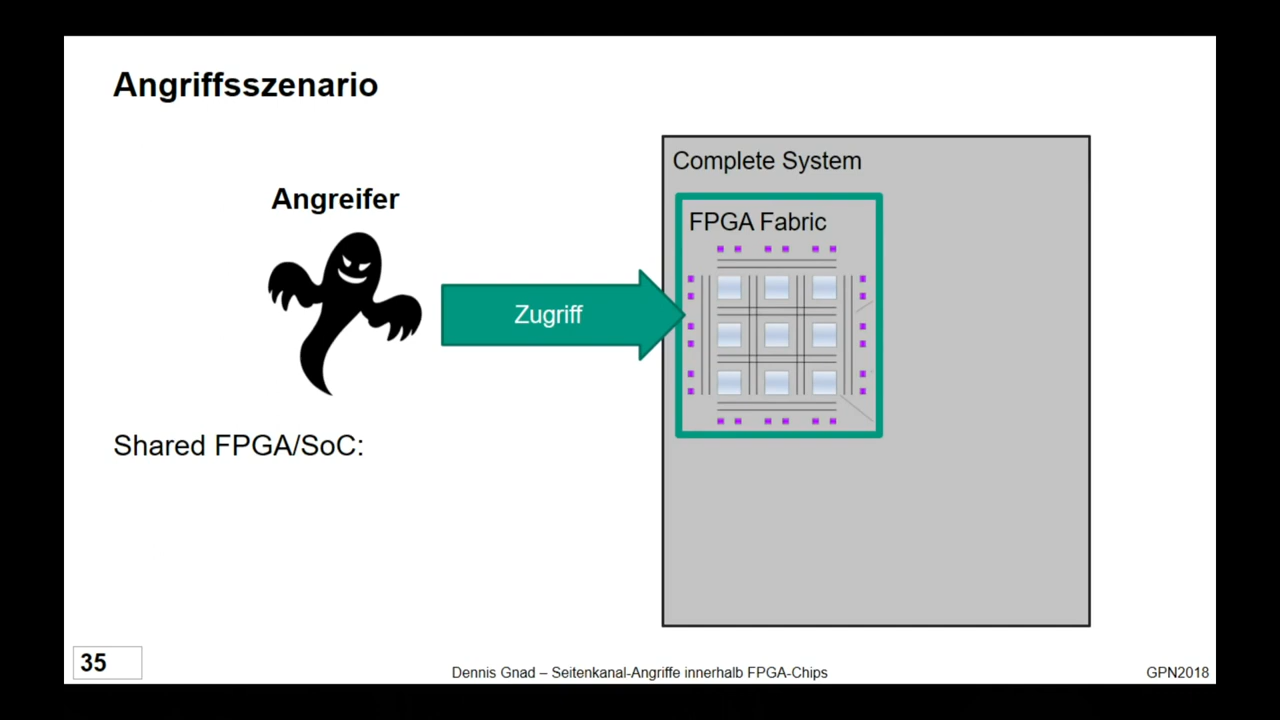 Angriffsszenario
Angreifer
Zugriff
Shared FPGA/SoC:
Complete System
FPGA Fabric
35
Dennis Gnad – Seitenkanal-Angriffe innerhalb FPGA-Chips
GPN2018